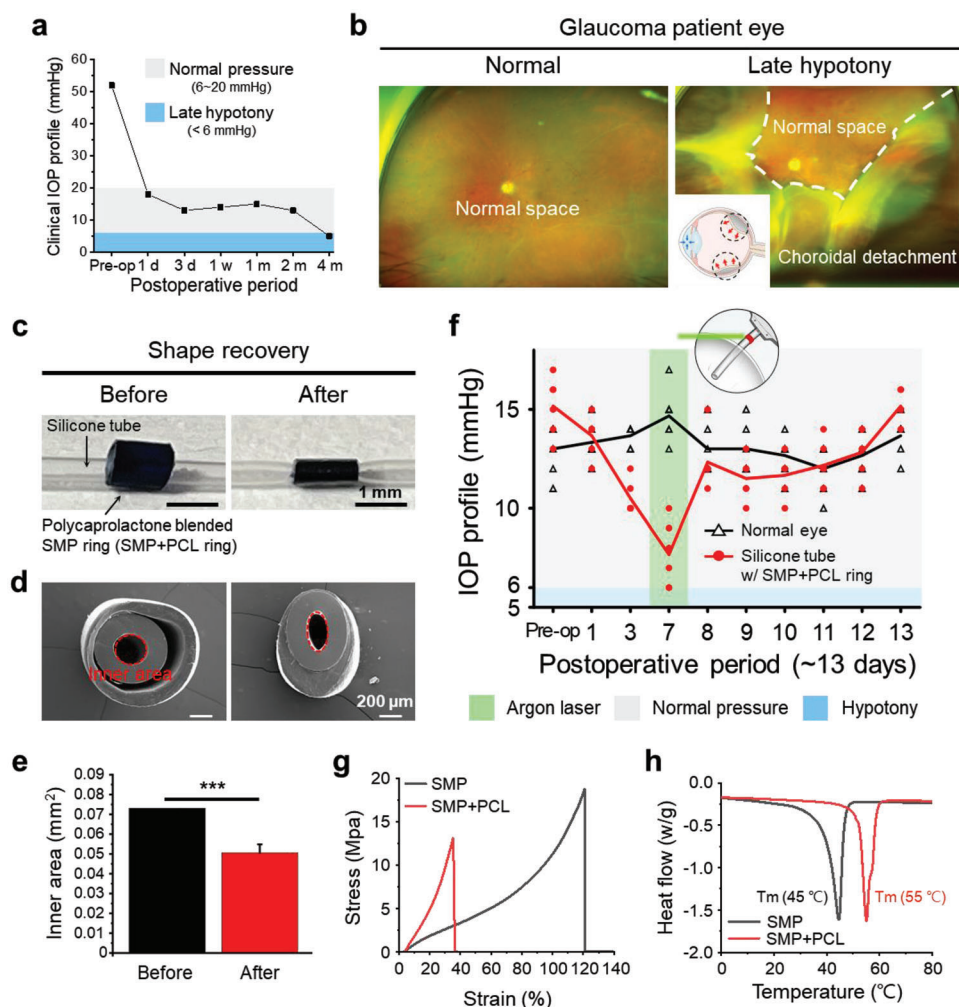 a
Clinical IOP profile (mmHg)
60
50
40
30
20
10
0
Normal pressure
(6~20 mmHg)
Late hypotony
(< 6 mmHg)
Pre-op 1 d 3 d 1 w 1 m 2 m 4 m
Postoperative period
b
Glaucoma patient eye
Normal
Late hypotony
Normal space
Normal space
Choroidal detachment
c
Shape recovery
Before
After
Silicone tube
1 mm
Polycaprolactone blended
SMP ring (SMP+PCL ring)
d
Inner area
200 μm
e
Inner area (mm²)
0.09
0.08
0.07
0.06
0.05
0.04
0.03
0.02
0.01
0
***
Before After
f
IOP profile (mmHg)
15
10
6
5
Normal eye
Silicone tube
w/ SMP+PCL ring
Pre-op 1 3 7 8 9 10 11 12 13
Postoperative period (~13 days)
Argon laser Normal pressure Hypotony
g
Stress (Mpa)
20
15
10
5
0
SMP
SMP+PCL
0 20 40 60 80 100 120 140
Strain (%)
h
Heat flow (w/g)
0.0
-0.5
-1.0
-1.5
-2.0
Tm (45 ℃)
Tm (55 ℃)
SMP
SMP+PCL
0 20 40 60 80
Temperature (℃)